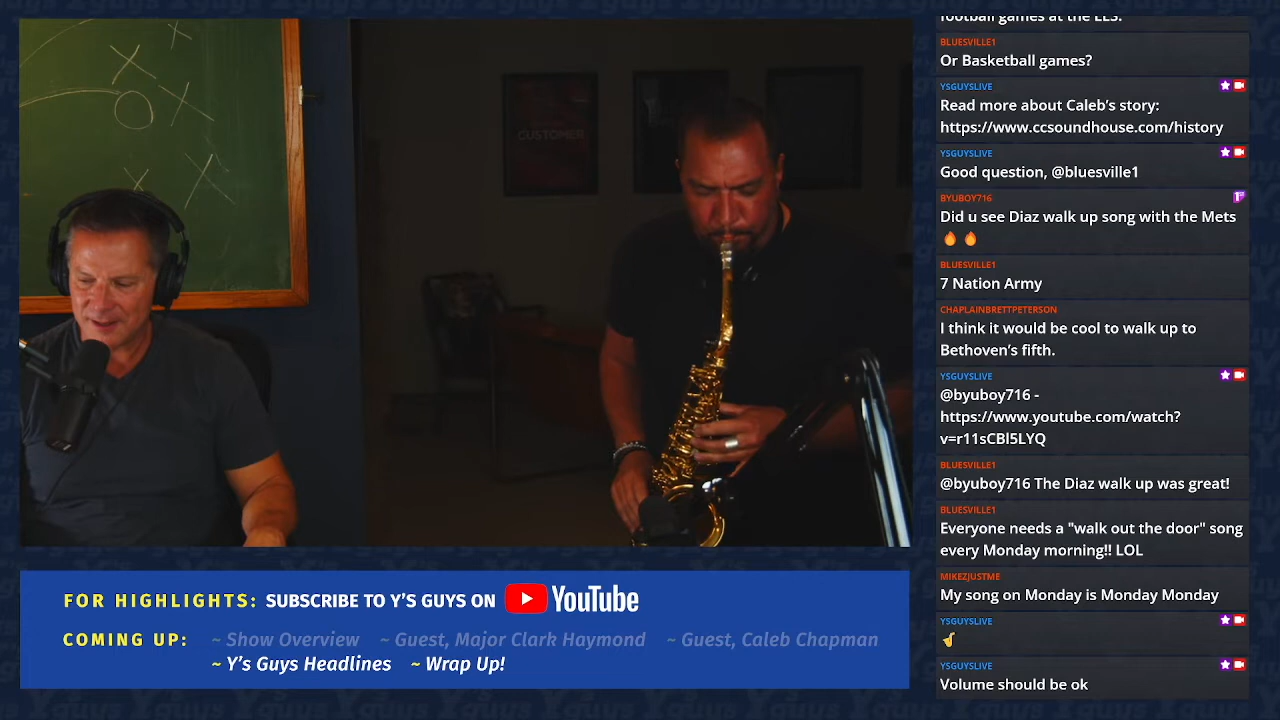 CUSTOMER
FOR HIGHLIGHTS: SUBSCRIBE TO Y'S GUYS ON YouTube
COMING UP: ~ Show Overview ~ Guest, Major Clark Haymond ~ Guest, Caleb Chapman
~ Y's Guys Headlines ~ Wrap Up!
football games at the LES.
BLUESVILLE1
Or Basketball games?
YSGUYSLIVE
Read more about Caleb's story:
https://www.ccsoundhouse.com/history
YSGUYSLIVE
Good question, @bluesville1
BYUBOY716
Did u see Diaz walk up song with the Mets
🔥 🔥
BLUESVILLE1
7 Nation Army
CHAPLAINBRETTPETERSON
I think it would be cool to walk up to
Bethoven's fifth.
YSGUYSLIVE
@byuboy716 -
https://www.youtube.com/watch?
v=r11sCBl5LYQ
BLUESVILLE1
@byuboy716 The Diaz walk up was great!
BLUESVILLE1
Everyone needs a "walk out the door" song
every Monday morning!! LOL
MIKEZJUSTME
My song on Monday is Monday Monday
YSGUYSLIVE
🎷
YSGUYSLIVE
Volume should be ok